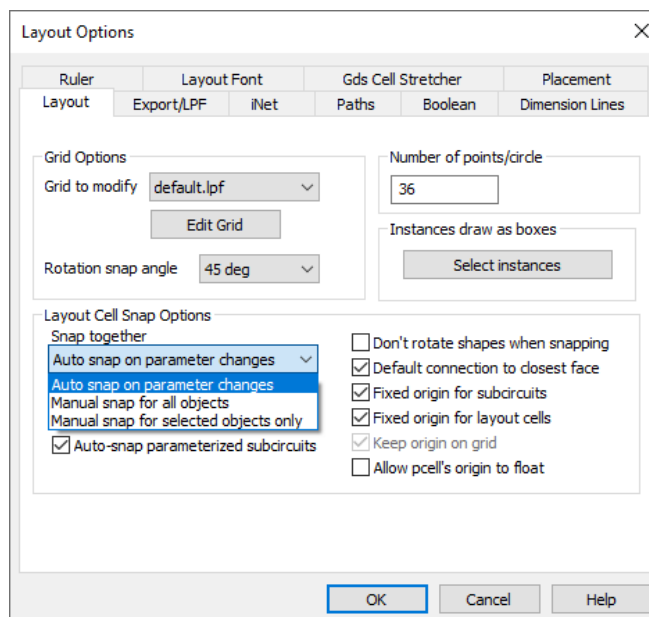 Layout Options
Ruler
Layout Font
Gds Cell Stretcher
Placement
Layout
Export/LPF
iNet
Paths
Boolean
Dimension Lines
Grid Options
Grid to modify
default.lpf
Edit Grid
Rotation snap angle
45 deg
Number of points/circle
36
Instances draw as boxes
Select instances
Layout Cell Snap Options
Snap together
Auto snap on parameter changes
Auto snap on parameter changes
Manual snap for all objects
Manual snap for selected objects only
Auto-snap parameterized subcircuits
Don't rotate shapes when snapping
Default connection to closest face
Fixed origin for subcircuits
Fixed origin for layout cells
Keep origin on grid
Allow pcell's origin to float
OK
Cancel
Help